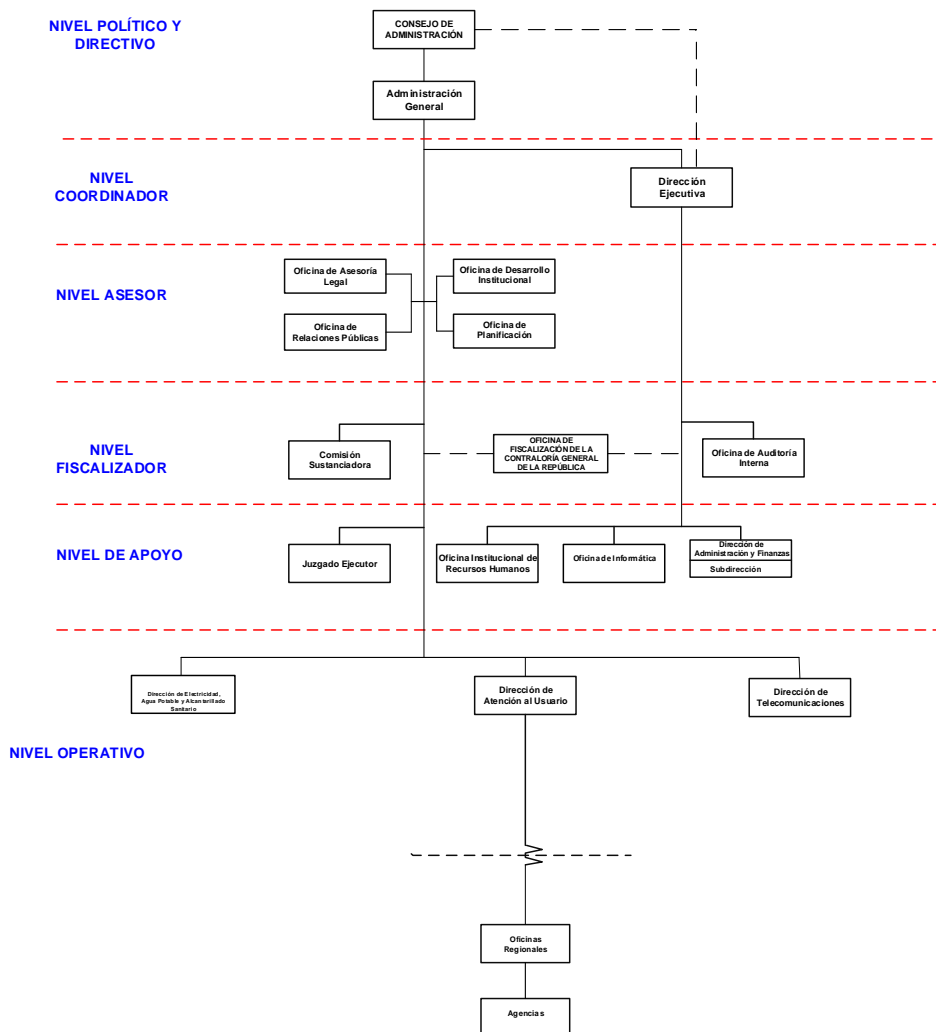 NIVEL POLÍTICO Y
DIRECTIVO
CONSEJO DE
ADMINISTRACIÓN
Administración
General
NIVEL
COORDINADOR
Dirección
Ejecutiva
NIVEL ASESOR
Oficina de Asesoría
Legal
Oficina de Desarrollo
Institucional
Oficina de
Relaciones Públicas
Oficina de
Planificación
NIVEL
FISCALIZADOR
Comisión
Sustanciadora
OFICINA DE
FISCALIZACIÓN DE LA
CONTRALORÍA GENERAL
DE LA REPÚBLICA
Oficina de Auditoría
Interna
NIVEL DE APOYO
Juzgado Ejecutor
Oficina Institucional de
Recursos Humanos
Oficina de Informática
Dirección de
Administración y Finanzas
Subdirección
Dirección de Electricidad,
Agua Potable y Alcantarillado
Sanitario
Dirección de
Atención al Usuario
Dirección de
Telecomunicaciones
NIVEL OPERATIVO
Oficinas
Regionales
Agencias